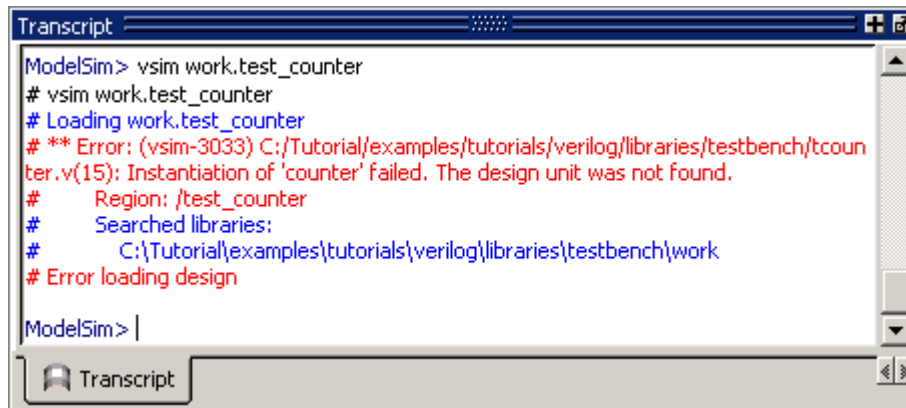 Transcript
ModelSim> vsim work.test_counter
# vsim work.test_counter
# Loading work.test_counter
# ** Error: (vsim-3033) C:/Tutorial/examples/tutorials/verilog/libraries/testbench/tcoun
ter.v(15): Instantiation of 'counter' failed. The design unit was not found.
#       Region: /test_counter
#       Searched libraries:
#          C:\Tutorial\examples\tutorials\verilog\libraries\testbench\work
# Error loading design
ModelSim>
Transcript